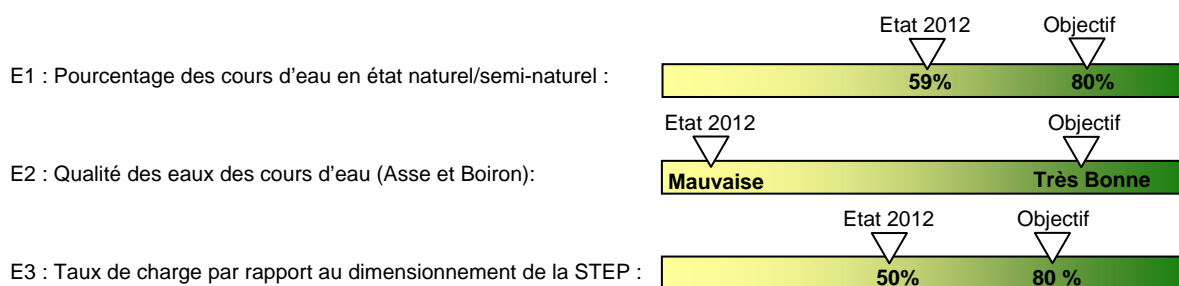 Etat 2012 Objectif
E1 : Pourcentage des cours d'eau en état naturel/semi-naturel :
59% 80%
Etat 2012 Objectif
E2 : Qualité des eaux des cours d'eau (Asse et Boiron):
Mauvaise Très Bonne
Etat 2012 Objectif
E3 : Taux de charge par rapport au dimensionnement de la STEP :
50% 80 %